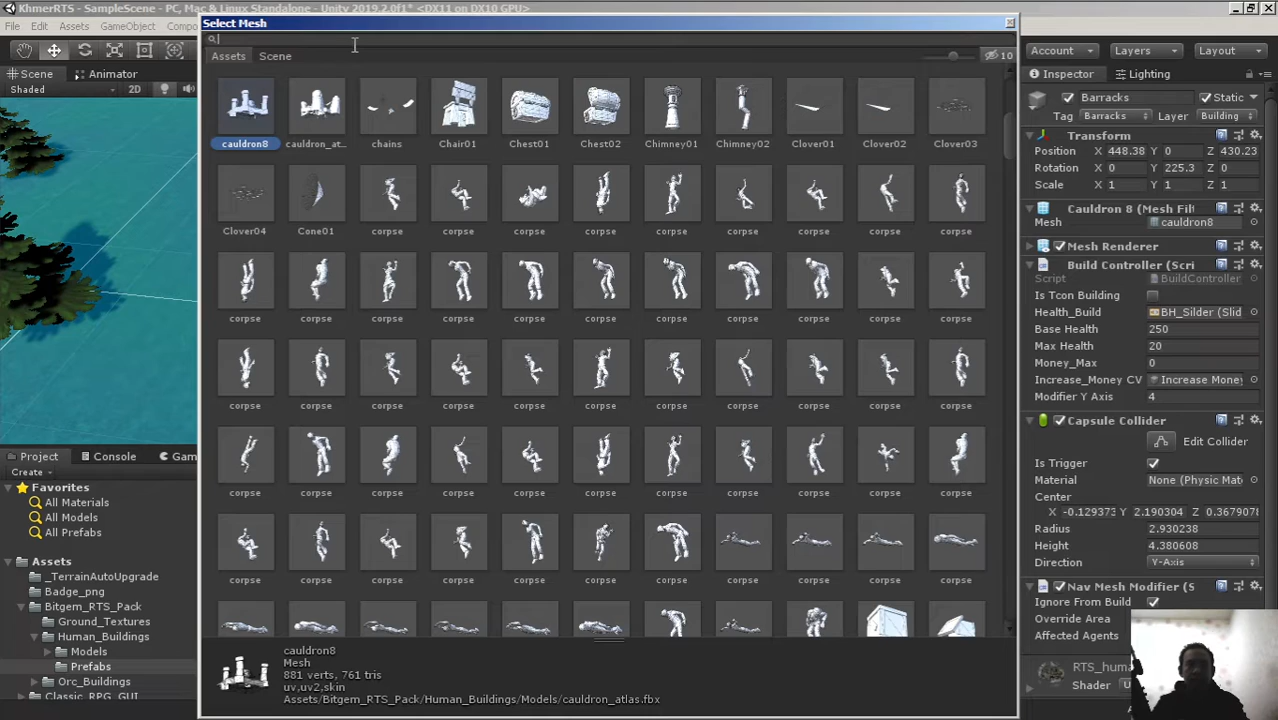 KhmerRTS - SampleScene - PC, Mac & Linux Standalone - Unity 2019.2.0f1* <DX11 on DX10 GPU>
Select Mesh
File Edit Assets GameObject
Assets Scene 10
Account Layers Layout
Scene Animator
Inspector Lighting
Shaded 2D
cauldron8 cauldron_at... chains Chair01 Chest01 Chest02 Chimney01 Chimney02 Clover01 Clover02 Clover03
Clover04 Cone01 corpse corpse corpse corpse corpse corpse corpse corpse corpse
corpse corpse corpse corpse corpse corpse corpse corpse corpse corpse corpse
corpse corpse corpse corpse corpse corpse corpse corpse corpse corpse corpse
corpse corpse corpse corpse corpse corpse corpse corpse corpse corpse corpse
corpse corpse corpse corpse corpse corpse corpse corpse corpse corpse corpse
cauldron8
Mesh
881 verts, 761 tris
uv,uv2,skin
Assets/Bitgem_RTS_Pack/Human_Buildings/Models/cauldron_atlas.fbx
Project Console Gam
Create
Favorites
All Materials
All Models
All Prefabs
Assets
_TerrainAutoUpgrade
Badge_png
Bitgem_RTS_Pack
Ground_Textures
Human_Buildings
Models
Prefabs
Orc_Buildings
Classic_RPG_GUI
Barracks Static
Tag Barracks Layer Building
Transform
Position X 448.38 Y 0 Z 430.23
Rotation X 0 Y 225.3 Z 0
Scale X 1 Y 1 Z 1
Cauldron 8 (Mesh Filt
Mesh cauldron8
Mesh Renderer
Build Controller (Scri
Script BuildController
Is Tcon Building
Health_Build BH_Silder (Slid
Base Health 250
Max Health 20
Money_Max 0
Increase_Money CV Increase Money
Modifier Y Axis 4
Capsule Collider
Edit Collider
Is Trigger
Material None (Physic Mat
Center
X -0.129373 Y 2.190304 Z 0.3679078
Radius 2.930238
Height 4.380608
Direction Y-Axis
Nav Mesh Modifier (S
Ignore From Build
Override Area
Affected Agents
RTS_huma
Shader